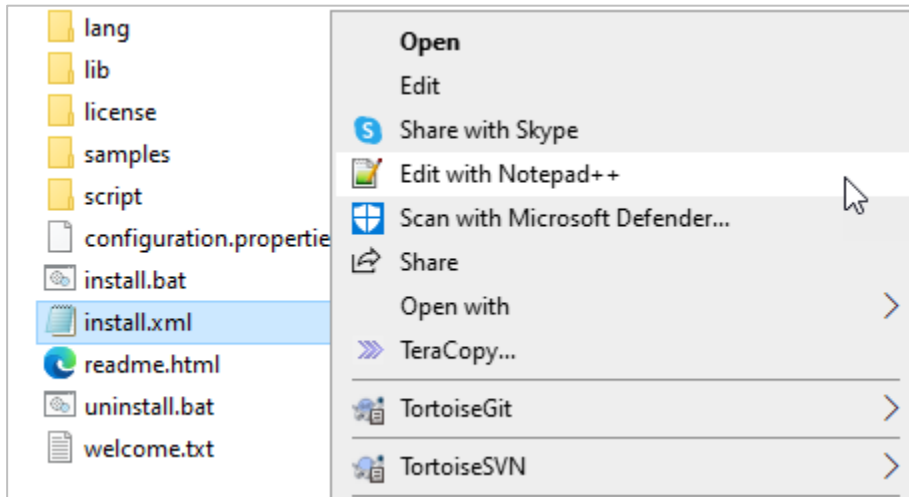 lang
lib
license
samples
script
configuration.propertie
install.bat
install.xml
readme.html
uninstall.bat
welcome.txt
Open
Edit
Share with Skype
Edit with Notepad++
Scan with Microsoft Defender...
Share
Open with
TeraCopy...
TortoiseGit
TortoiseSVN